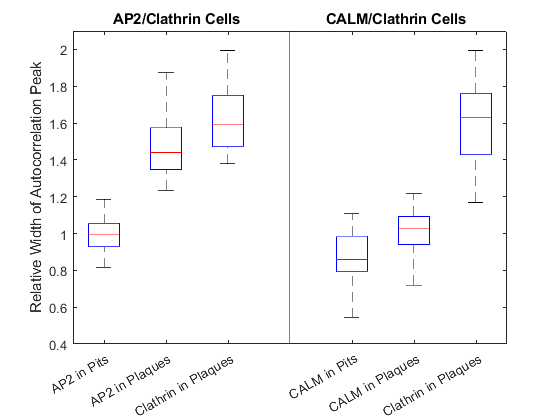 AP2/Clathrin Cells
CALM/Clathrin Cells
Relative Width of Autocorrelation Peak
2
1.8
1.6
1.4
1.2
1
0.8
0.6
0.4
AP2 in Pits
AP2 in Plaques
Clathrin in Plaques
CALM in Pits
CALM in Plaques
Clathrin in Plaques